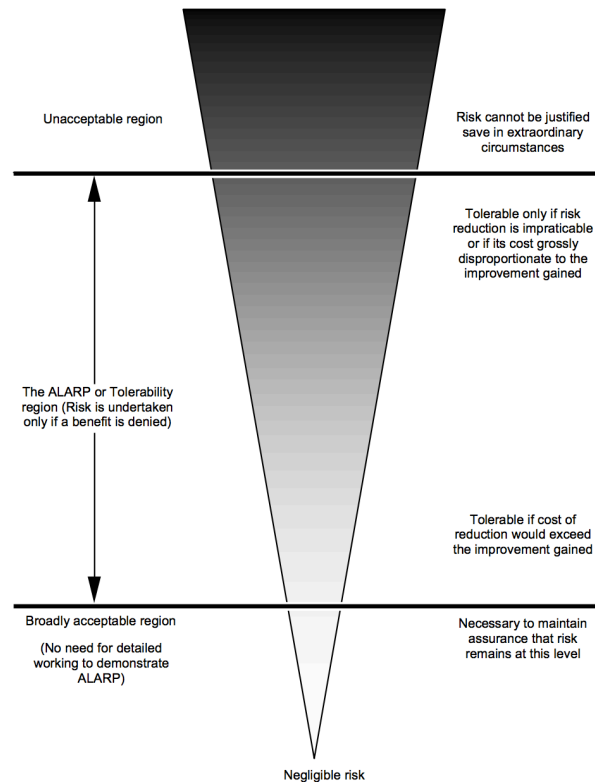 Unacceptable region
Risk cannot be justified
save in extraordinary
circumstances
Tolerable only if risk
reduction is impraticable
or if its cost grossly
disproportionate to the
improvement gained
The ALARP or Tolerability
region (Risk is undertaken
only if a benefit is denied)
Tolerable if cost of
reduction would exceed
the improvement gained
Broadly acceptable region
(No need for detailed
working to demonstrate
ALARP)
Necessary to maintain
assurance that risk
remains at this level
Negligible risk